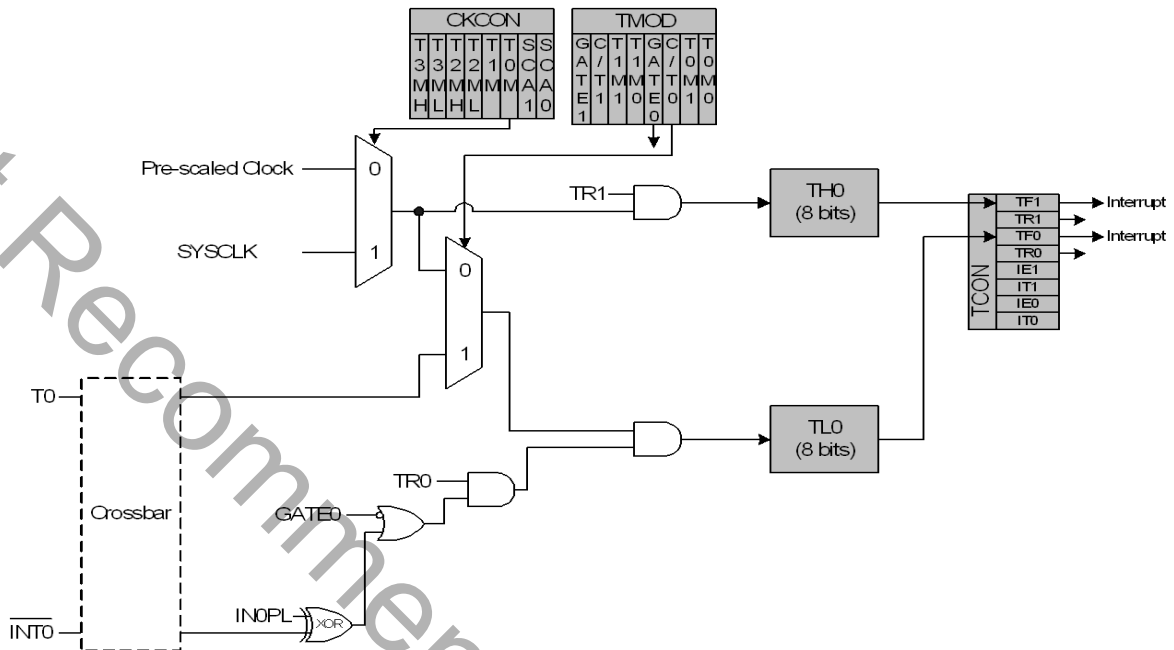 CKCON
T3MH
T3ML
T2MH
T2ML
T1M
T0M
SCA1
SCA0
TMOD
GATE1
C/T1
T1M1
T1M0
GATE0
C/T0
T0M1
T0M0
Pre-scaled Clock
0
SYSCLK
1
0
1
TR1
TH0
(8 bits)
TCON
TF1
TR1
TF0
TR0
IE1
IT1
IE0
IT0
Interrupt
Interrupt
T0
Crossbar
INT0
TR0
GATE0
IN0PL
XOR
TL0
(8 bits)
Recommen